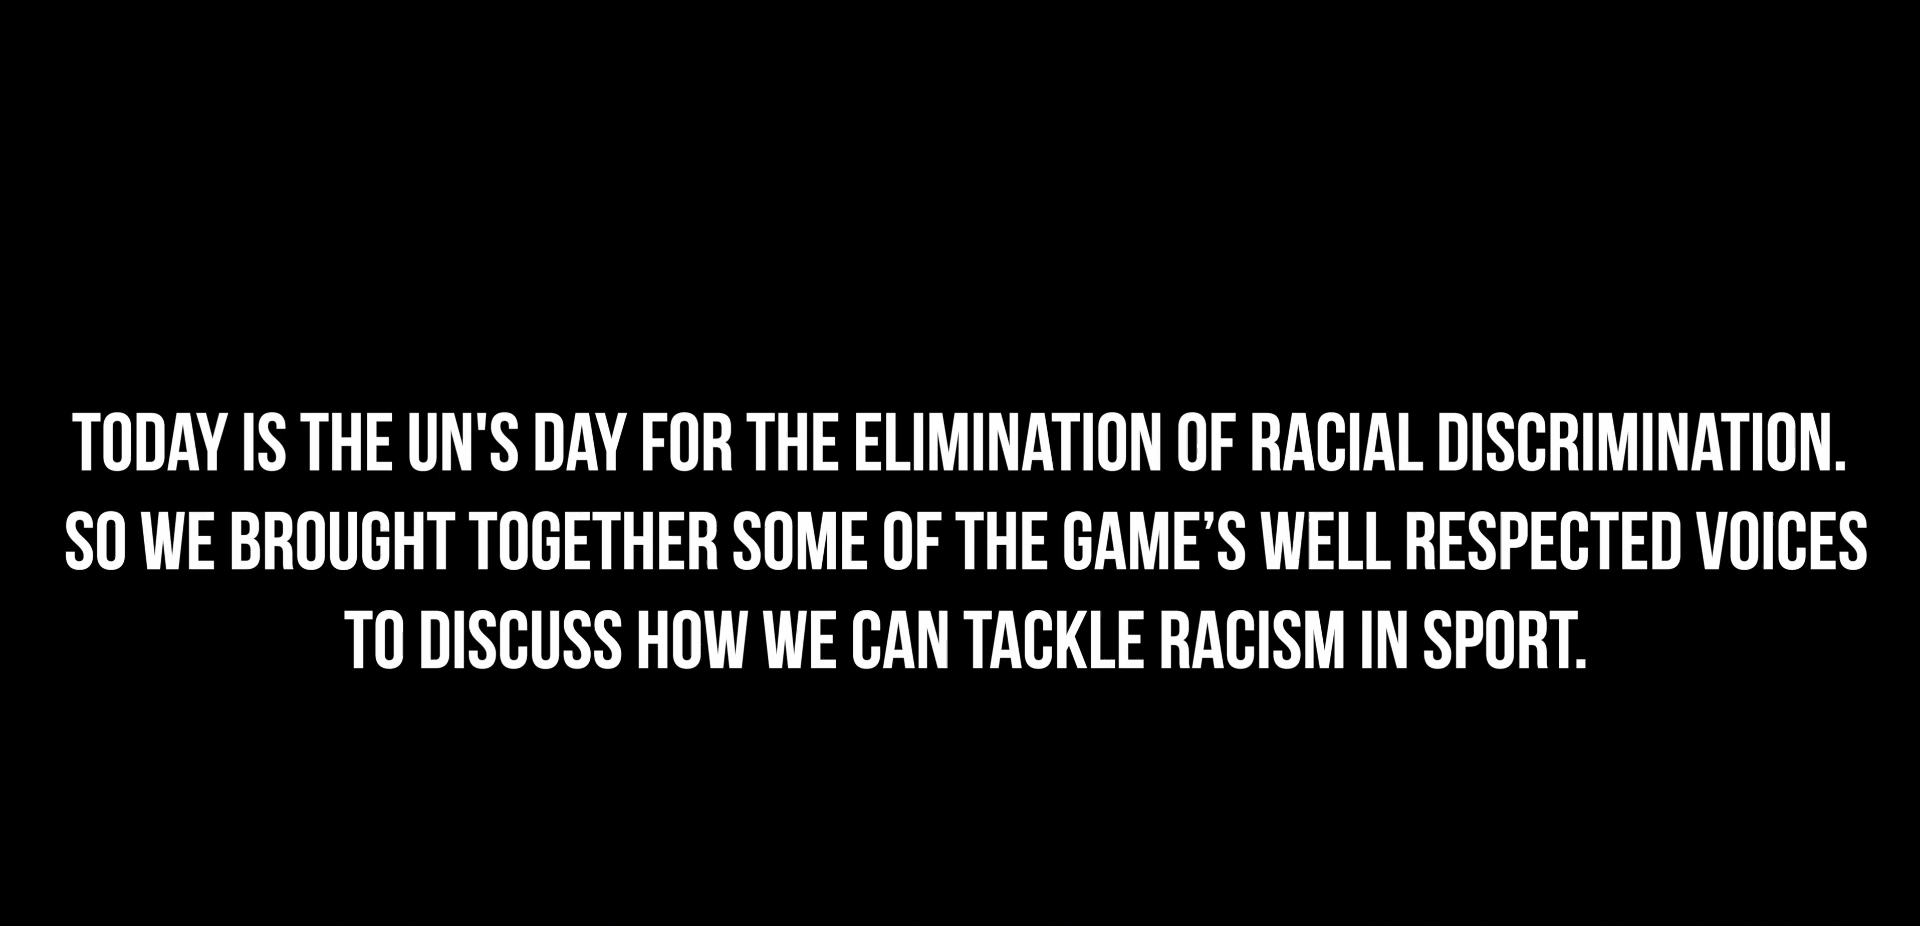 TODAY IS THE UN'S DAY FOR THE ELIMINATION OF RACIAL DISCRIMINATION.
SO WE BROUGHT TOGETHER SOME OF THE GAME’S WELL RESPECTED VOICES
TO DISCUSS HOW WE CAN TACKLE RACISM IN SPORT.